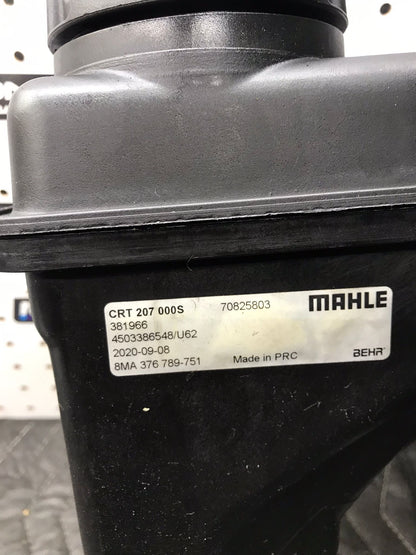 CRT 207 000S 70825803 MAHLE
381966
4503386548/U62
2020-09-08
8MA 376 789-751 Made in PRC BEHR